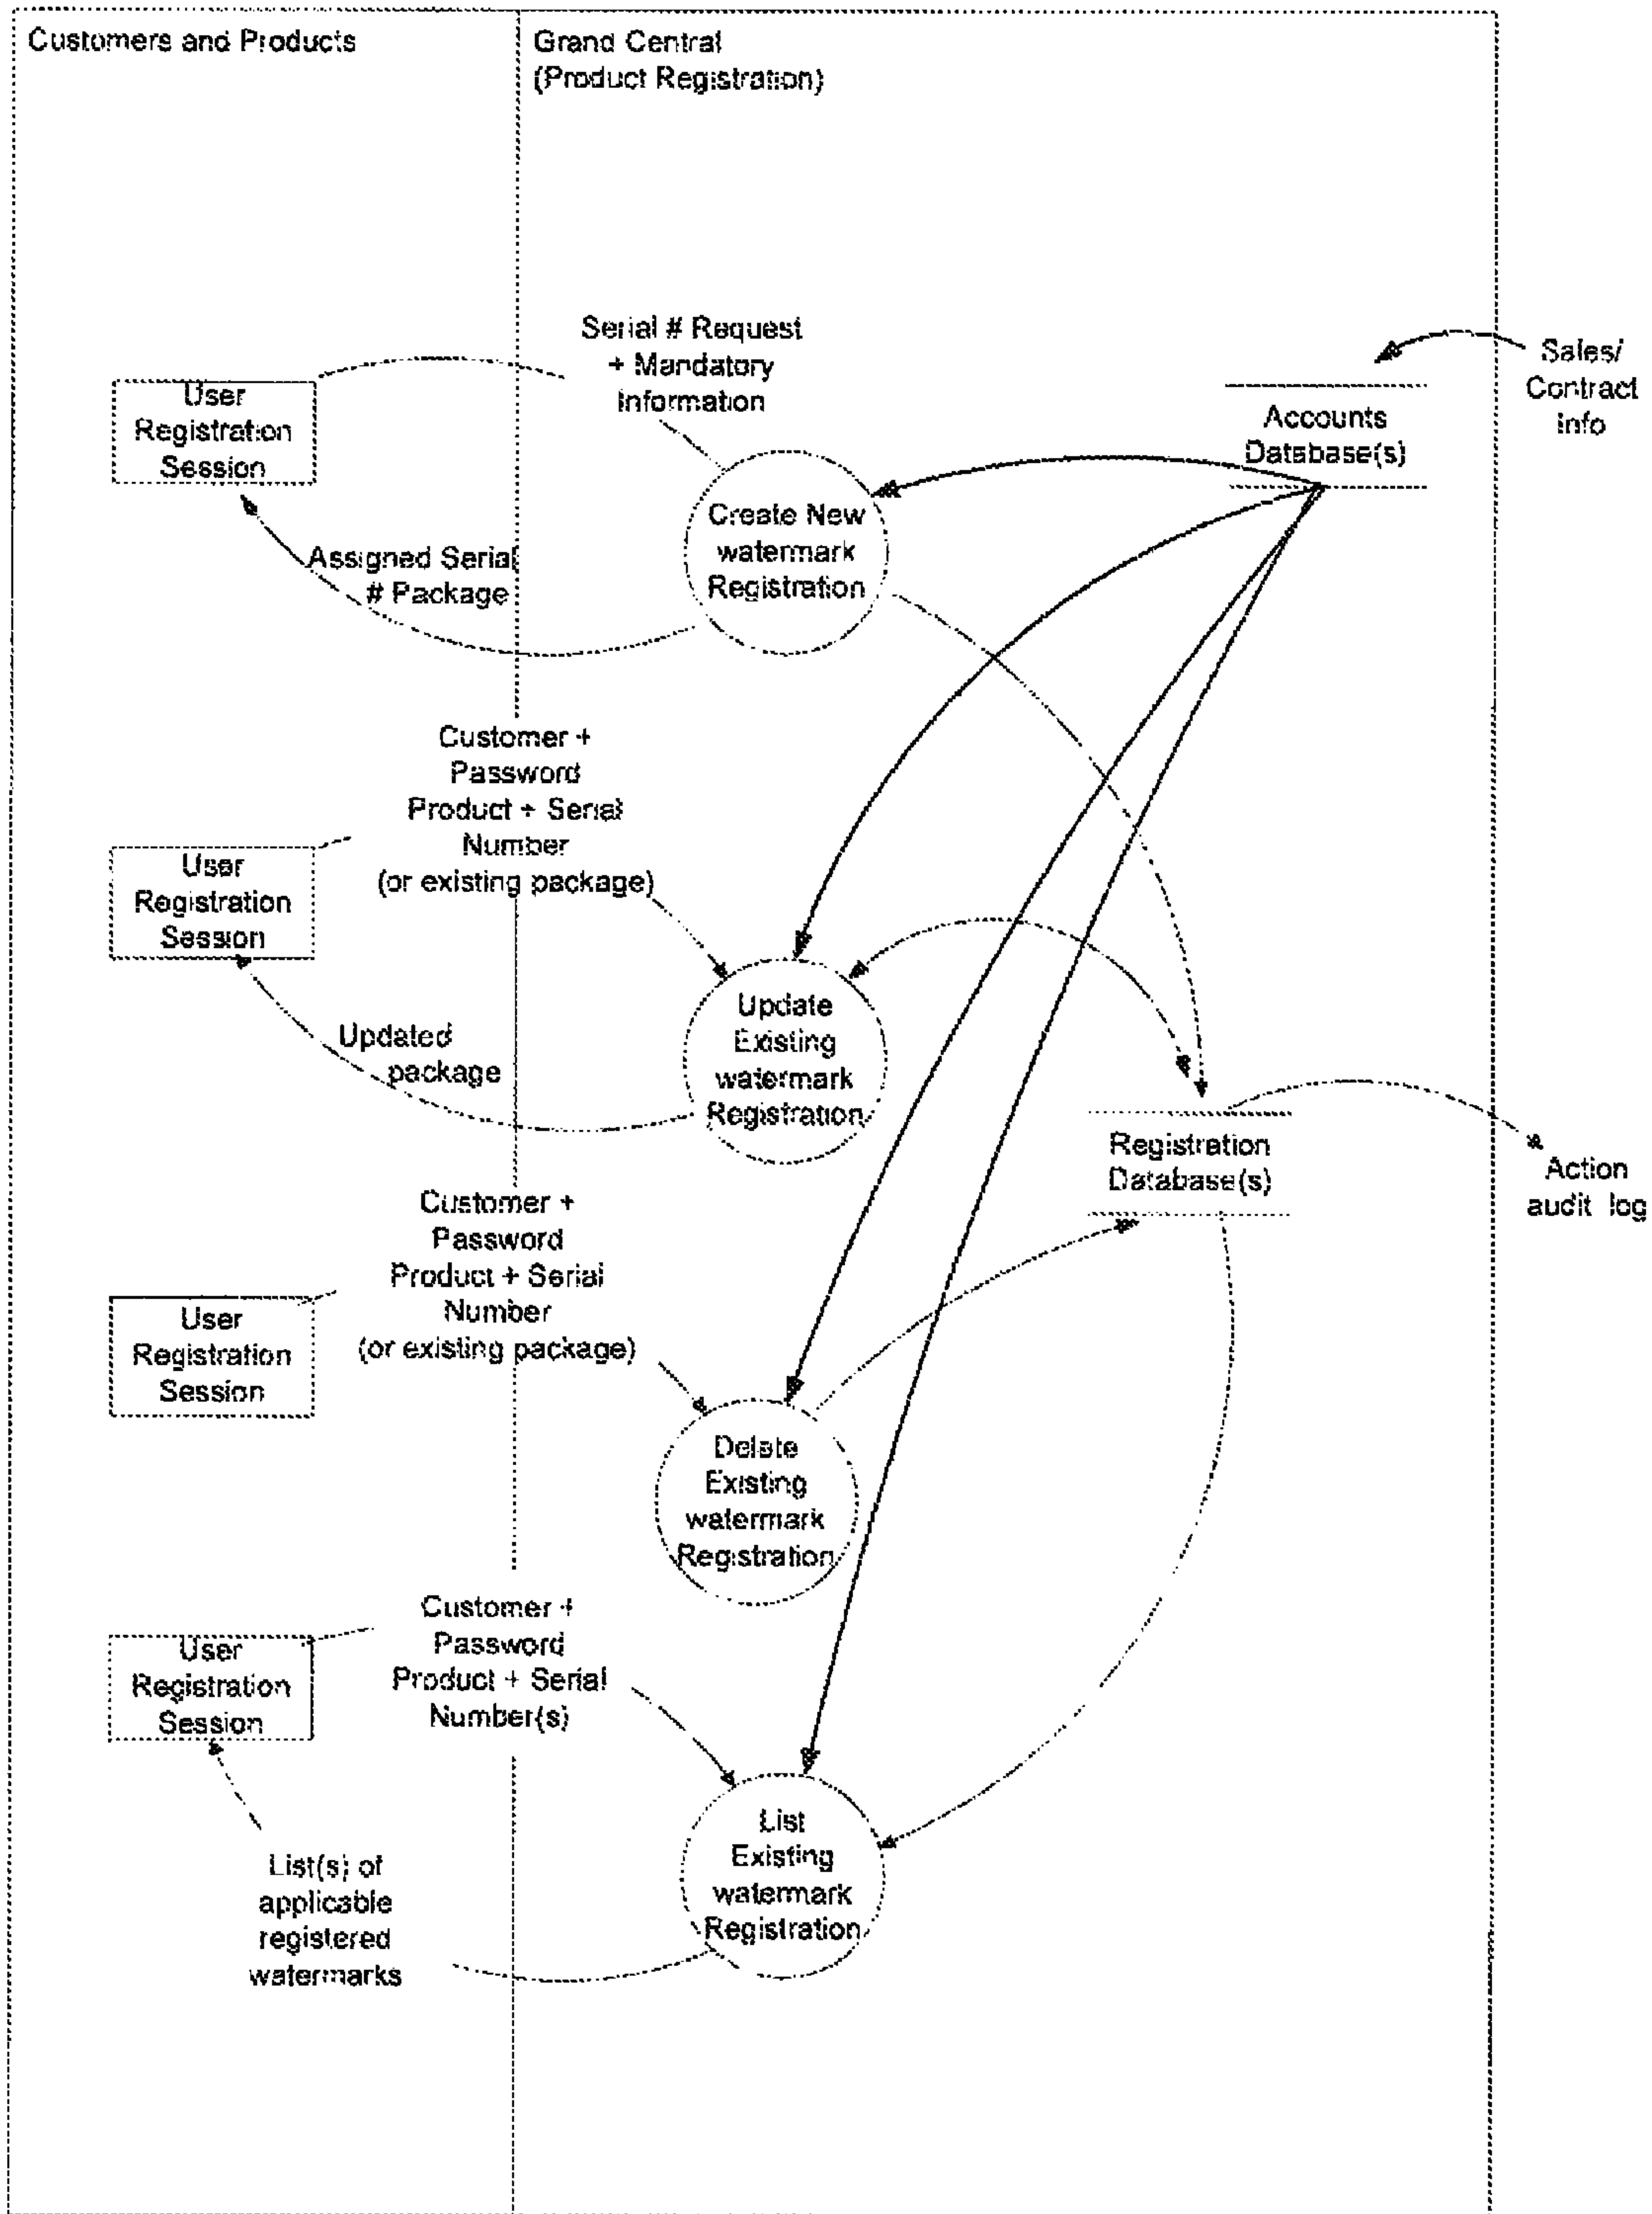 Customers and Products
Grand Central
(Product Registration)
Serial # Request
+ Mandatory
Information
Sales/
Contract
Info
User
Registration
Session
Accounts
Database(s)
Create New
watermark
Registration
Assigned Serial
# Package
Customer +
Password
Product + Serial
Number
(or existing package)
User
Registration
Session
Update
Existing
watermark
Registration
Updated
package
Registration
Database(s)
Action
audit log
Customer +
Password
Product + Serial
Number
(or existing package)
User
Registration
Session
Delete
Existing
watermark
Registration
Customer +
Password
Product + Serial
Number(s)
User
Registration
Session
List
Existing
watermark
Registration
List(s) of
applicable
registered
watermarks